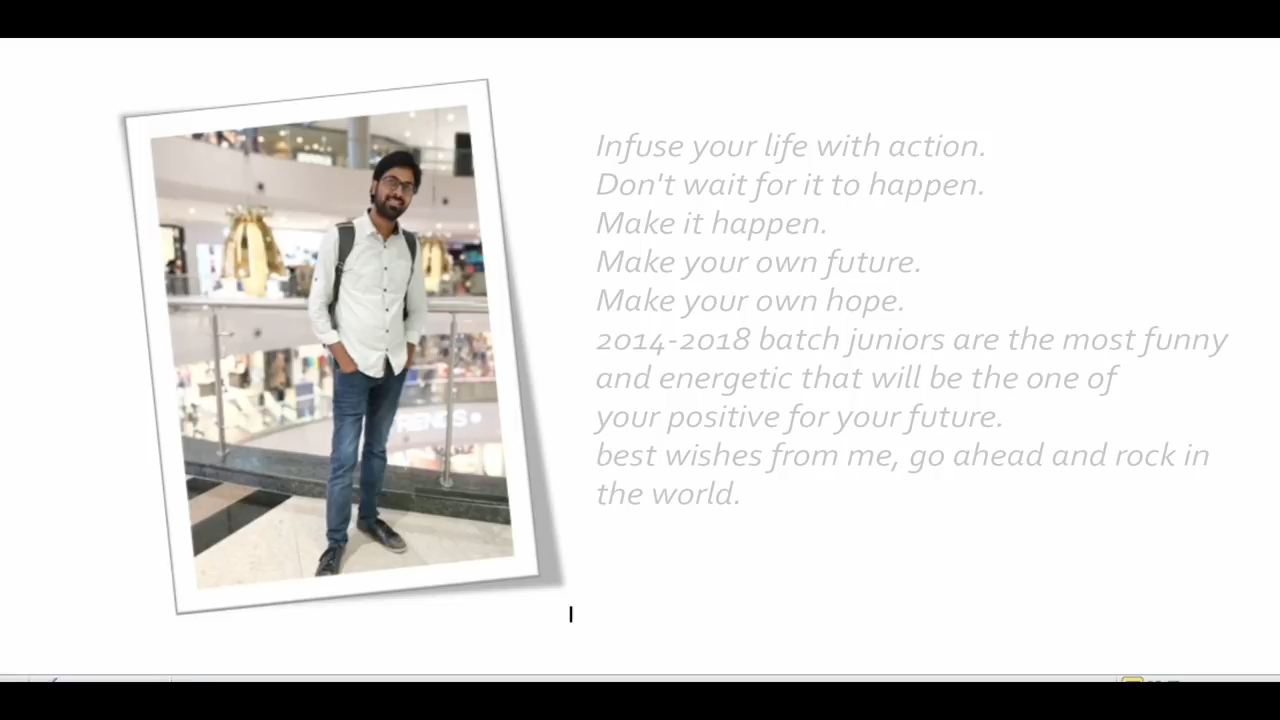 Infuse your life with action.
Don't wait for it to happen.
Make it happen.
Make your own future.
Make your own hope.
2014-2018 batch juniors are the most funny
and energetic that will be the one of
your positive for your future.
best wishes from me, go ahead and rock in
the world.
TRENDS